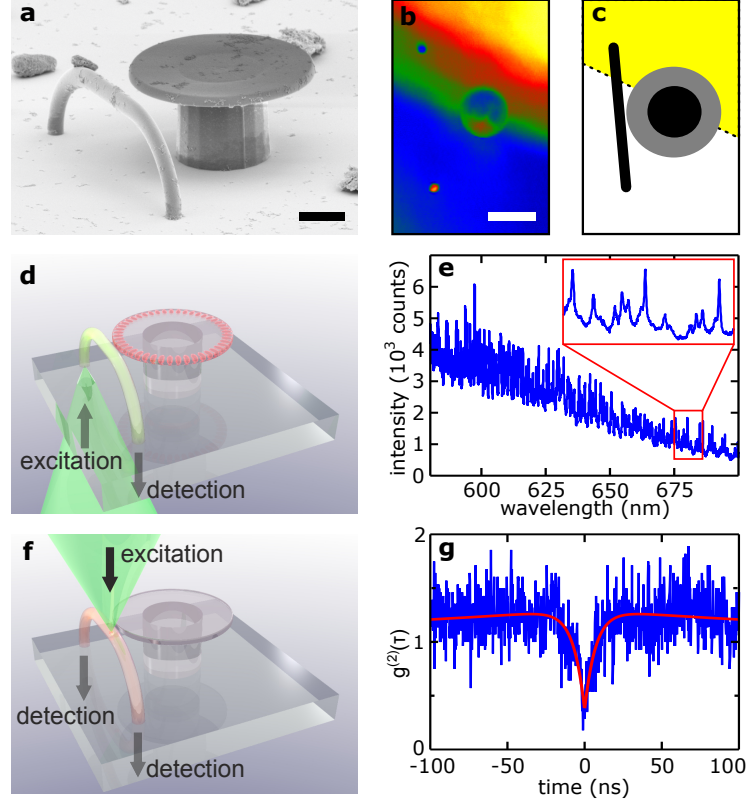 a
b
c
d
excitation
detection
e
intensity (10³ counts)
6
5
4
3
2
1
0
600
625
650
675
wavelength (nm)
f
excitation
detection
detection
g
g⁽²⁾(τ)
2
1
0
-100
-50
0
50
100
time (ns)